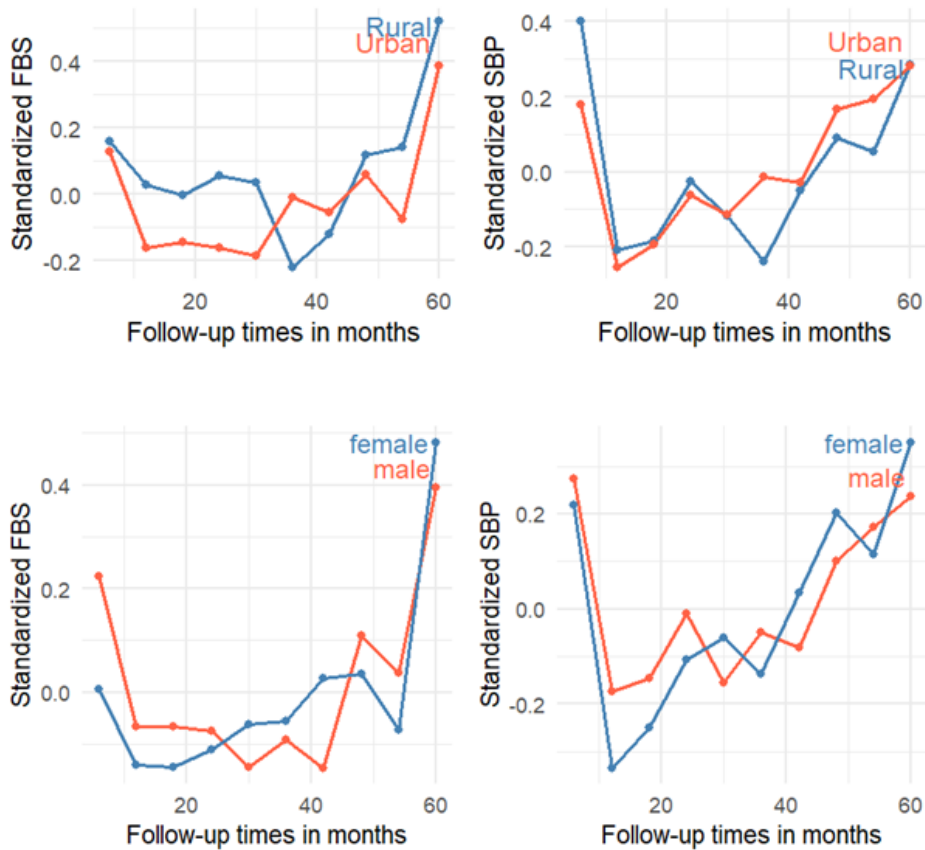 Standardized FBS
0.4
0.2
0.0
-0.2
Rural
Urban
20
40
60
Follow-up times in months
Standardized SBP
0.4
0.2
0.0
-0.2
Urban
Rural
20
40
60
Follow-up times in months
Standardized FBS
0.4
0.2
0.0
female
male
20
40
60
Follow-up times in months
Standardized SBP
0.2
0.0
-0.2
female
male
20
40
60
Follow-up times in months